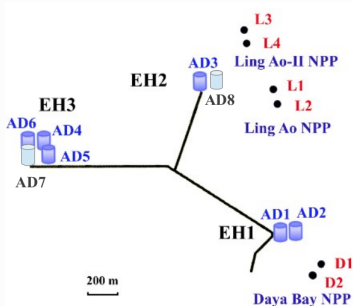 L3
L4
Ling Ao-II NPP
EH2
AD3
AD8
L1
L2
Ling Ao NPP
EH3
AD6
AD4
AD5
AD7
EH1
AD1
AD2
D1
D2
Daya Bay NPP
200 m